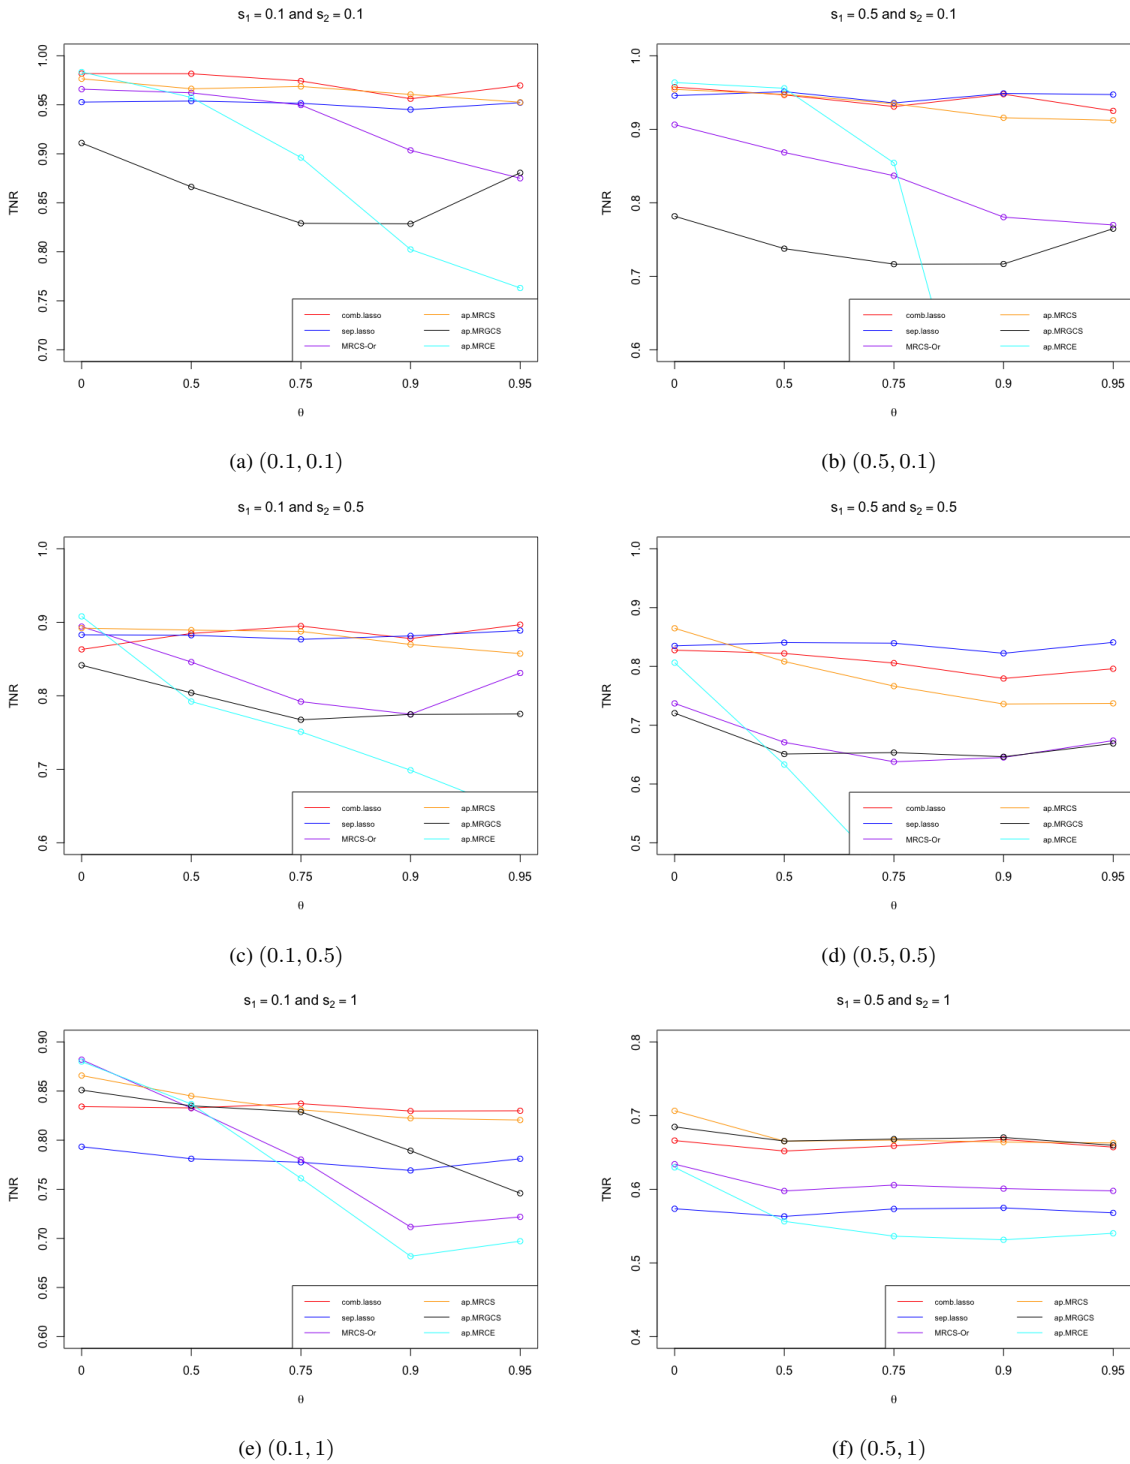 s1 = 0.1 and s2 = 0.1
TNR
1.00
0.95
0.90
0.85
0.80
0.75
0.70
comb.lasso
sep.lasso
MRCS-Or
ap.MRCS
ap.MRGCS
ap.MRCE
0 0.5 0.75 0.9 0.95
θ
(a) (0.1, 0.1)
s1 = 0.5 and s2 = 0.1
TNR
1.0
0.9
0.8
0.7
0.6
comb.lasso
sep.lasso
MRCS-Or
ap.MRCS
ap.MRGCS
ap.MRCE
0 0.5 0.75 0.9 0.95
θ
(b) (0.5, 0.1)
s1 = 0.1 and s2 = 0.5
TNR
1.0
0.9
0.8
0.7
0.6
comb.lasso
sep.lasso
MRCS-Or
ap.MRCS
ap.MRGCS
ap.MRCE
0 0.5 0.75 0.9 0.95
θ
(c) (0.1, 0.5)
s1 = 0.5 and s2 = 0.5
TNR
1.0
0.9
0.8
0.7
0.6
0.5
comb.lasso
sep.lasso
MRCS-Or
ap.MRCS
ap.MRGCS
ap.MRCE
0 0.5 0.75 0.9 0.95
θ
(d) (0.5, 0.5)
s1 = 0.1 and s2 = 1
TNR
0.90
0.85
0.80
0.75
0.70
0.65
0.60
comb.lasso
sep.lasso
MRCS-Or
ap.MRCS
ap.MRGCS
ap.MRCE
0 0.5 0.75 0.9 0.95
θ
(e) (0.1, 1)
s1 = 0.5 and s2 = 1
TNR
0.8
0.7
0.6
0.5
0.4
comb.lasso
sep.lasso
MRCS-Or
ap.MRCS
ap.MRGCS
ap.MRCE
0 0.5 0.75 0.9 0.95
θ
(f) (0.5, 1)